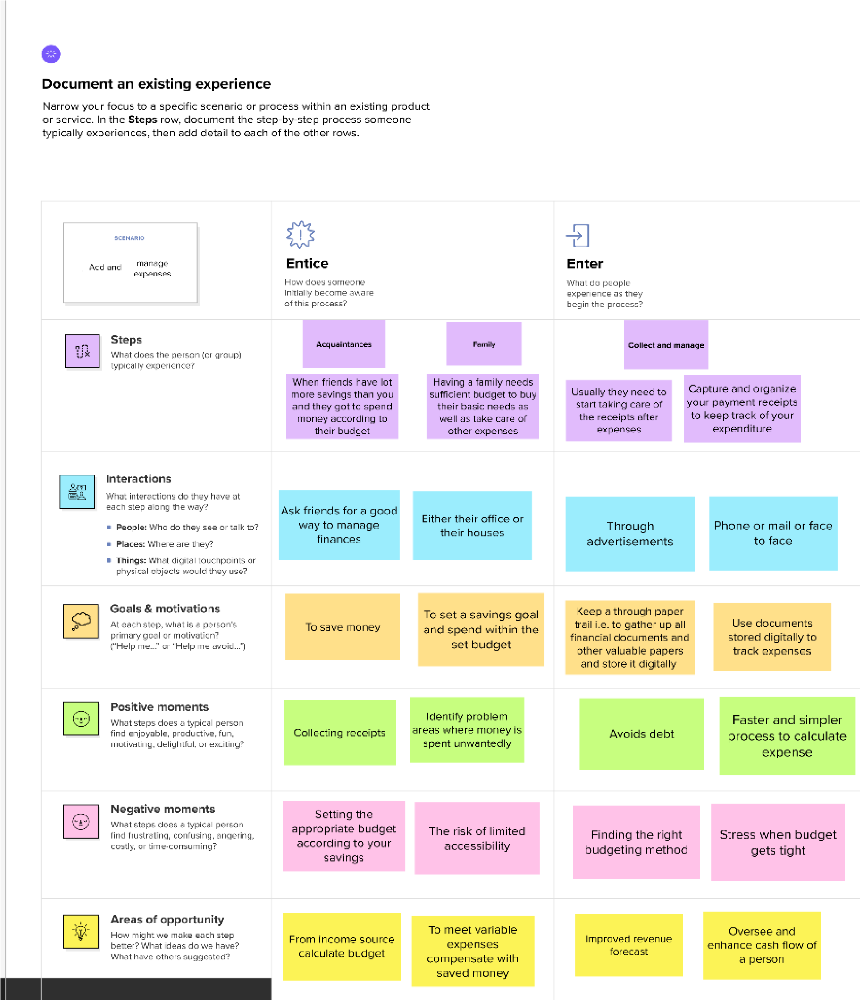 Document an existing experience
Narrow your focus to a specific scenario or process within an existing product
or service. In the Steps row, document the step-by-step process someone
typically experiences, then add detail to each of the other rows.
SCENARIO
Add and
manage
expenses
Entice
How does someone
initially become aware
of this process?
Enter
What do people
experience as they
begin the process?
Steps
What does the person (or group)
typically experience?
Acquaintances
Family
Collect and manage
When friends have lot
more savings than you
and they got to spend
money according to
their budget
Having a family needs
sufficient budget to buy
their basic needs as
well as take care of
other expenses
Usually they need to
start taking care of
the receipts after
expenses
Capture and organize
your payment receipts
to keep track of your
expenditure
Interactions
What interactions do they have at
each step along the way?
People: Who do they see or talk to?
Places: Where are they?
Things: What digital touchpoints or
physical objects would they use?
Ask friends for a good
way to manage
finances
Either their office or
their houses
Through
advertisements
Phone or mail or face
to face
Goals & motivations
At each step, what is a person's
primary goal or motivation?
("Help me..." or "Help me avoid...")
To save money
To set a savings goal
and spend within the
set budget
Keep a through paper
trail i.e. to gather up all
financial documents and
other valuable papers
and store it digitally
Use documents
stored digitally to
track expenses
Positive moments
What steps does a typical person
find enjoyable, productive, fun,
motivating, delightful, or exciting?
Collecting receipts
Identify problem
areas where money is
spent unwantedly
Avoids debt
Faster and simpler
process to calculate
expense
Negative moments
What steps does a typical person
find frustrating, confusing, angering,
costly, or time-consuming?
Setting the
appropriate budget
according to your
savings
The risk of limited
accessibility
Finding the right
budgeting method
Stress when budget
gets tight
Areas of opportunity
How might we make each step
better? What ideas do we have?
What have others suggested?
From income source
calculate budget
To meet variable
expenses
compensate with
saved money
Improved revenue
forecast
Oversee and
enhance cash flow of
a person